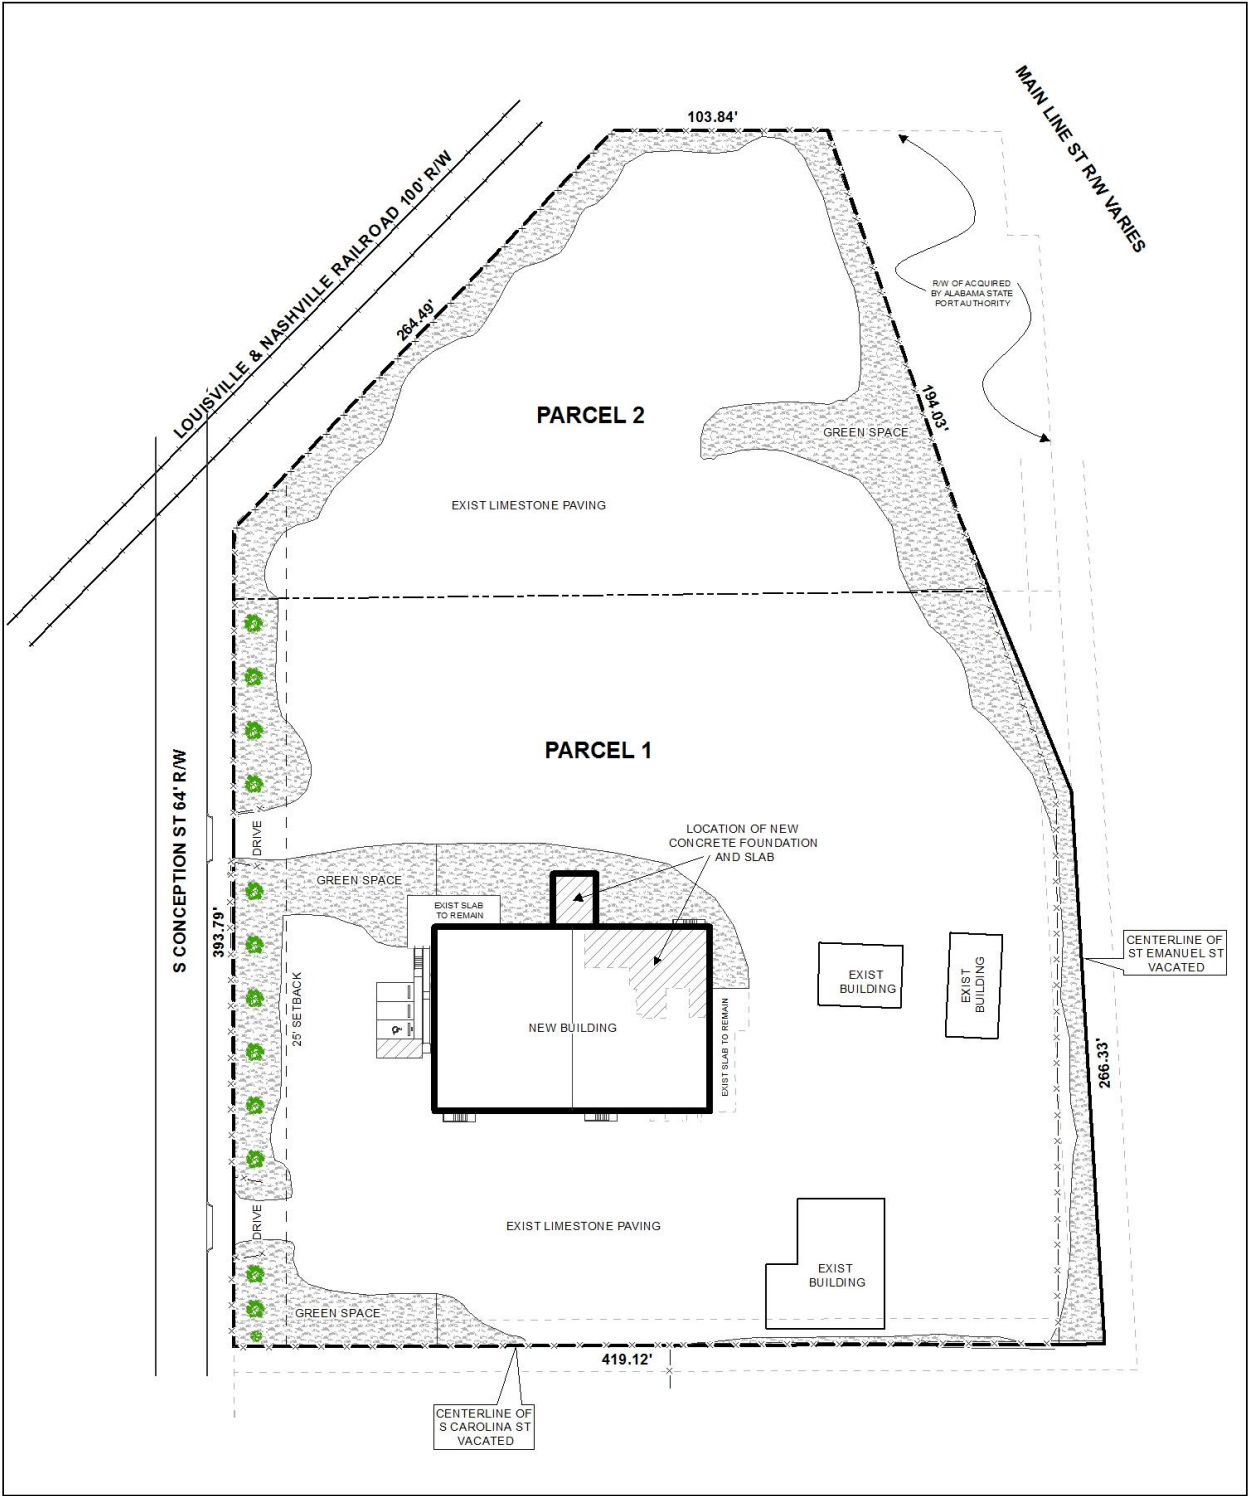 103.84'
MAIN LINE ST R/W VARIES
LOUISVILLE & NASHVILLE RAILROAD 100' R/W
264.49'
R/W OF ACQUIRED
BY ALABAMA STATE
PORT AUTHORITY
194.03'
PARCEL 2
GREEN SPACE
EXIST LIMESTONE PAVING
PARCEL 1
S CONCEPTION ST 64' R/W
393.79'
DRIVE
LOCATION OF NEW
CONCRETE FOUNDATION
AND SLAB
GREEN SPACE
EXIST SLAB
TO REMAIN
25' SETBACK
NEW BUILDING
EXIST SLAB TO REMAIN
EXIST
BUILDING
EXIST
BUILDING
CENTERLINE OF
ST EMANUEL ST
VACATED
266.33'
DRIVE
EXIST LIMESTONE PAVING
EXIST
BUILDING
GREEN SPACE
419.12'
CENTERLINE OF
S CAROLINA ST
VACATED